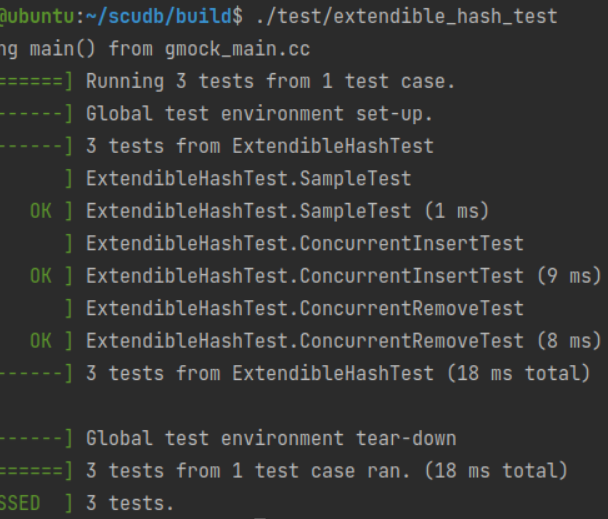 @ubuntu:~/scudb/build$ ./test/extendible_hash_test
ng main() from gmock_main.cc
======] Running 3 tests from 1 test case.
------] Global test environment set-up.
------] 3 tests from ExtendibleHashTest
] ExtendibleHashTest.SampleTest
OK ] ExtendibleHashTest.SampleTest (1 ms)
] ExtendibleHashTest.ConcurrentInsertTest
OK ] ExtendibleHashTest.ConcurrentInsertTest (9 ms)
] ExtendibleHashTest.ConcurrentRemoveTest
OK ] ExtendibleHashTest.ConcurrentRemoveTest (8 ms)
------] 3 tests from ExtendibleHashTest (18 ms total)
------] Global test environment tear-down
======] 3 tests from 1 test case ran. (18 ms total)
SSED ] 3 tests.